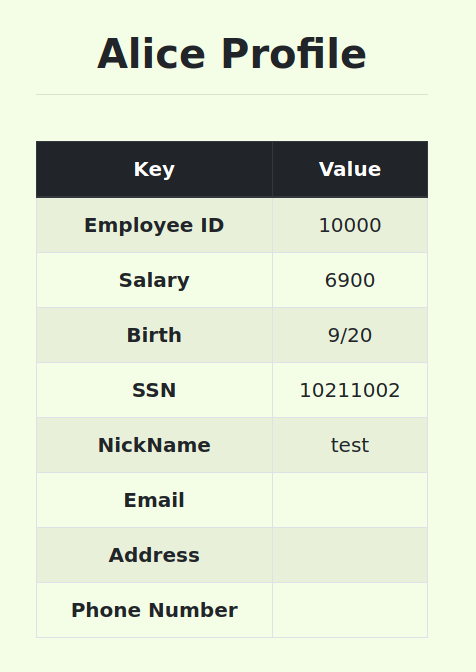 Alice Profile
Key Value
Employee ID 10000
Salary 6900
Birth 9/20
SSN 10211002
NickName test
Email
Address
Phone Number